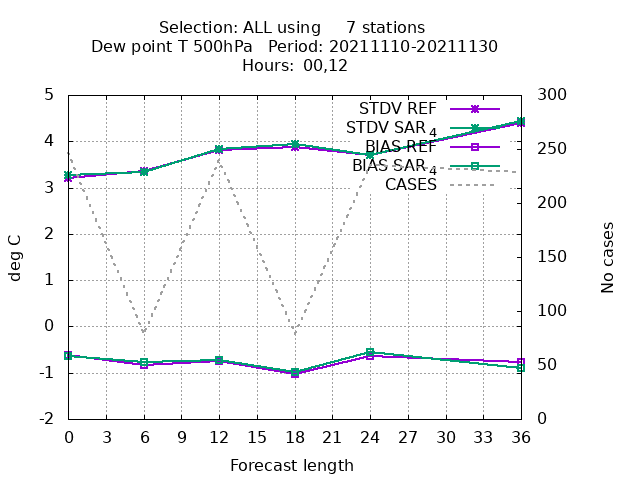 Selection: ALL using     7 stations
Dew point T 500hPa   Period: 20211110-20211130
Hours: 00,12
5
4
3
2
1
0
-1
-2
deg C
300
250
200
150
100
50
0
No cases
STDV REF
STDV SAR4
BIAS REF
BIAS SAR4
CASES
0 3 6 9 12 15 18 21 24 27 30 33 36
Forecast length